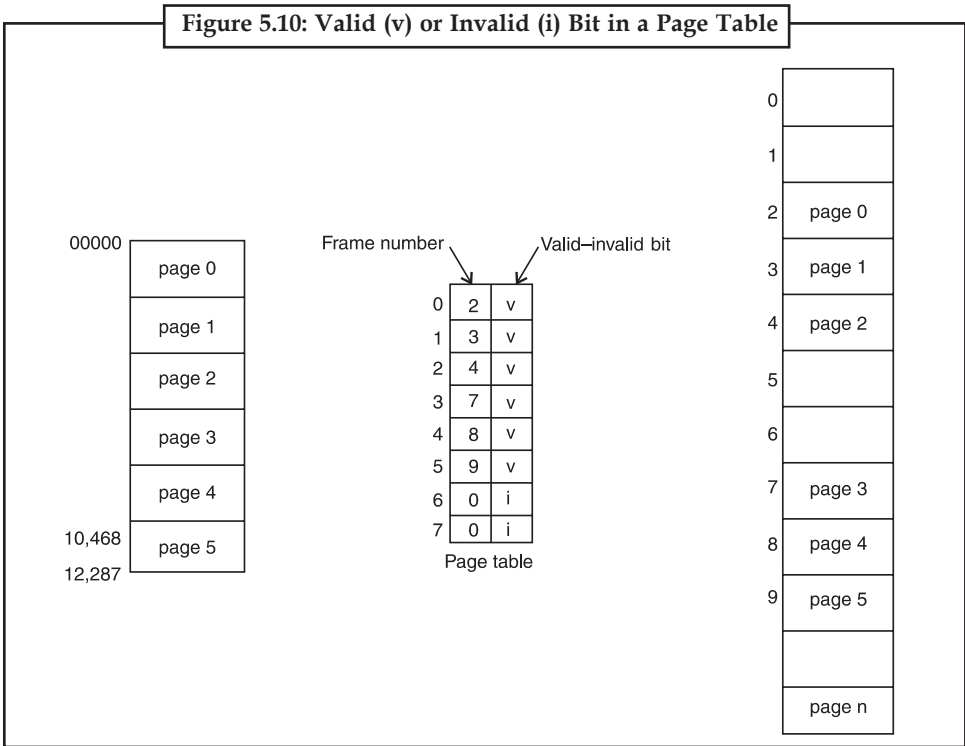 Figure 5.10: Valid (v) or Invalid (i) Bit in a Page Table
00000
page 0
page 1
page 2
page 3
page 4
10,468
page 5
12,287
Frame number
Valid–invalid bit
0 2 v
1 3 v
2 4 v
3 7 v
4 8 v
5 9 v
6 0 i
7 0 i
Page table
0
1
2 page 0
3 page 1
4 page 2
5
6
7 page 3
8 page 4
9 page 5
page n